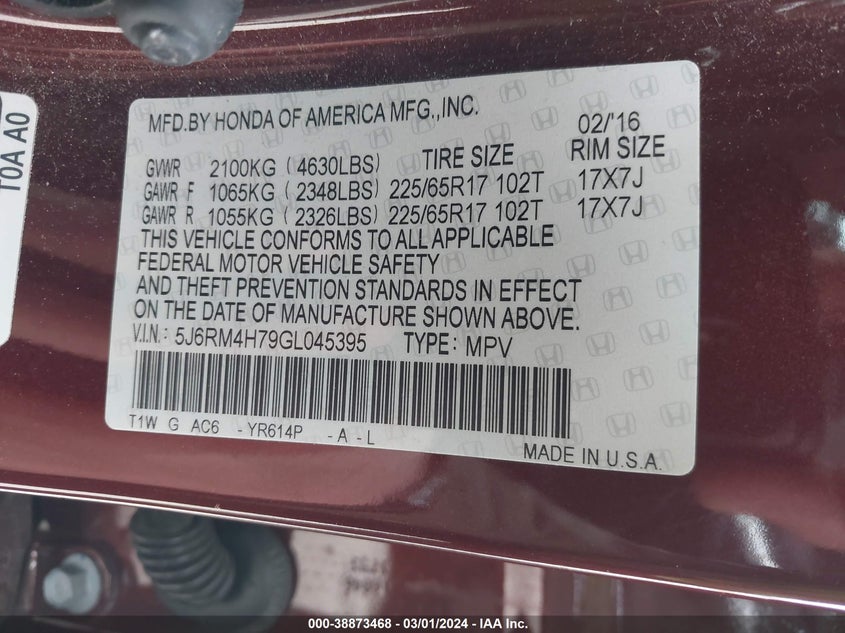 T0A A0
MFD.BY HONDA OF AMERICA MFG.,INC. 02/'16
GVWR 2100KG ( 4630LBS) TIRE SIZE RIM SIZE
GAWR F 1065KG ( 2348LBS) 225/65R17 102T 17X7J
GAWR R 1055KG ( 2326LBS) 225/65R17 102T 17X7J
THIS VEHICLE CONFORMS TO ALL APPLICABLE
FEDERAL MOTOR VEHICLE SAFETY
AND THEFT PREVENTION STANDARDS IN EFFECT
ON THE DATE OF MANUFACTURE SHOWN ABOVE.
V.I.N.: 5J6RM4H79GL045395 TYPE: MPV
T1W G AC6 - YR614P - A - L
MADE IN U.S.A.
000-38873468 - 03/01/2024 - IAA Inc.